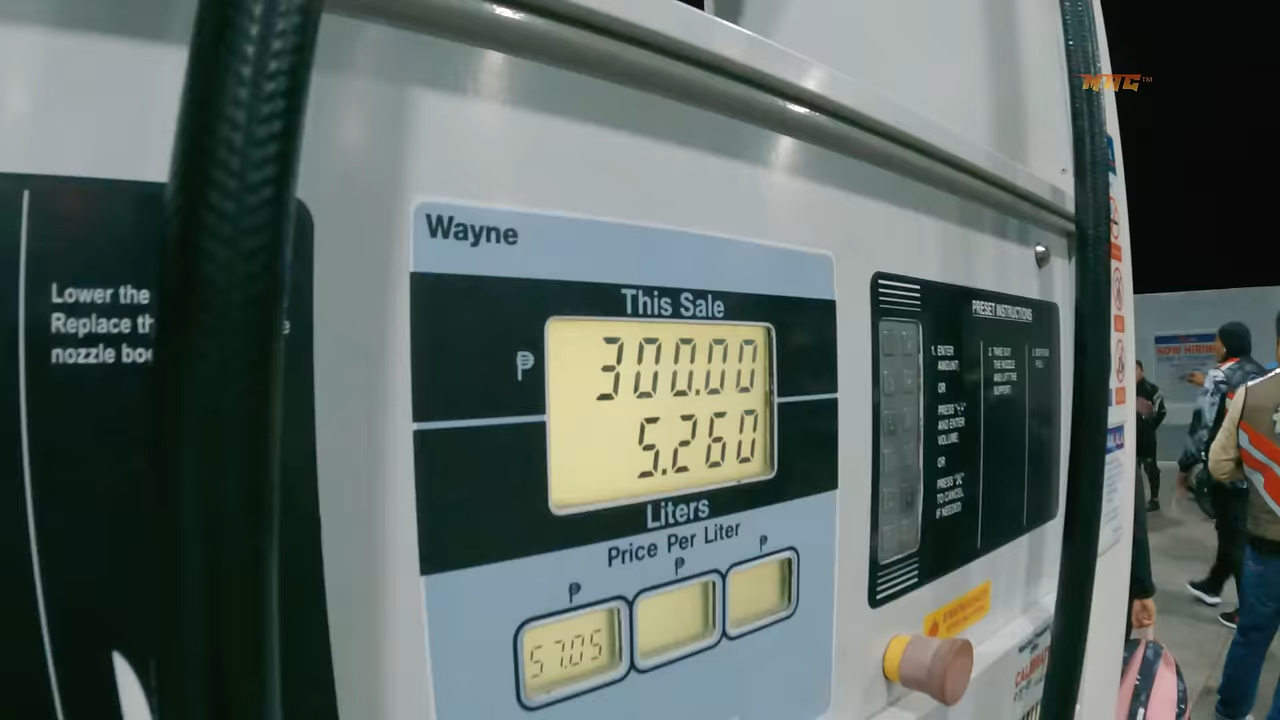 MWC™
Wayne
This Sale
₱
300.00
5.260
Liters
Price Per Liter
₱ ₱ ₱
57.05
Lower the
Replace th
nozzle bo
PRESET INSTRUCTIONS
1. ENTER
AMOUNT
OR
PRESS
AND ENTER
VOLUME
OR
PRESS
TO CANCEL
IF NEEDED
2. TAKE OUT
THE NOZZLE
AND LIFT THE
SUPPORT
NOW HIRING